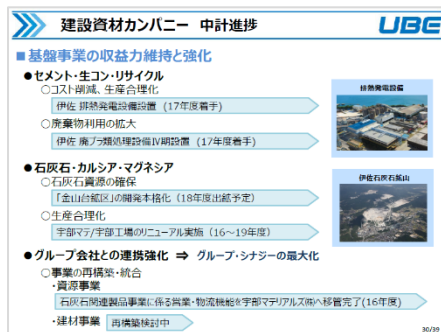 建設資材カンパニー 中計進捗
UBE
■基盤事業の収益力維持と強化
●セメント・生コン・リサイクル
○コスト削減、生産合理化
伊佐 排熱発電設備設置 (17年度着手)
○廃棄物利用の拡大
伊佐 廃プラ類処理設備Ⅳ期設置 (17年度着手)
排熱発電設備
●石灰石・カルシア・マグネシア
○石灰石資源の確保
「金山台鉱区」の開発本格化 (18年度出鉱予定)
○生産合理化
宇部マテ/宇部工場のリニューアル実施 (16~19年度)
伊佐石灰石鉱山
●グループ会社との連携強化 ⇒ グループ・シナジーの最大化
○事業の再構築・統合
・資源事業
石灰石関連製品事業に係る営業・物流機能を宇部マテリアルズ㈱へ移管完了(16年度)
・建材事業 再構築検討中
30/39